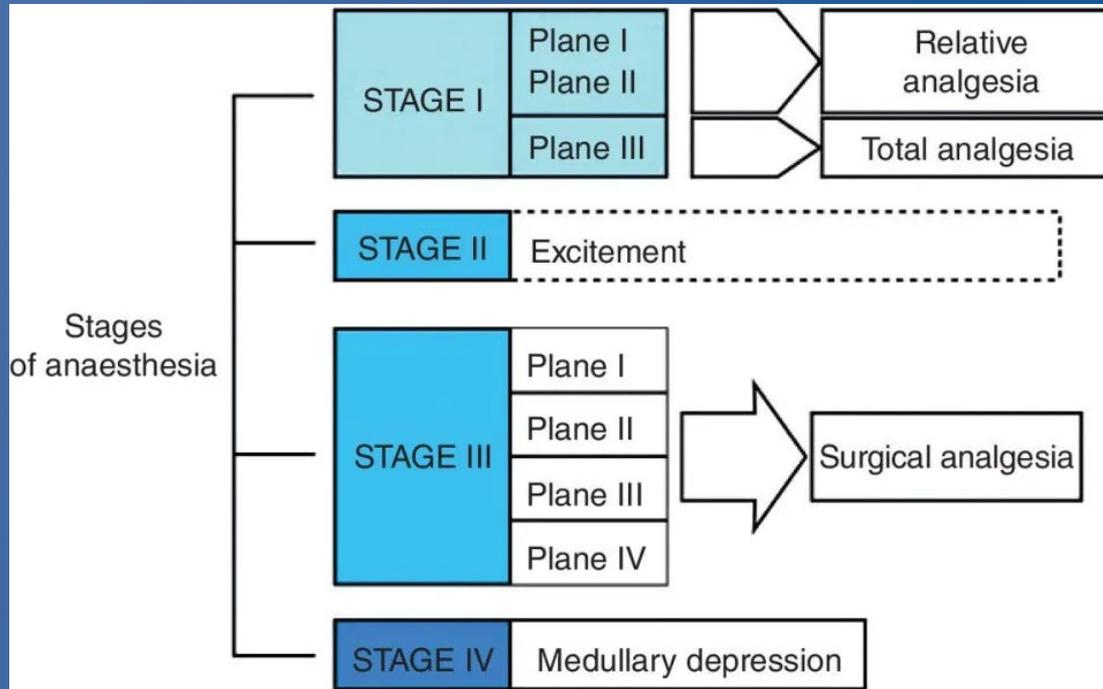 STAGE I
Plane I
Plane II
Plane III
Relative
analgesia
Total analgesia
STAGE II
Excitement
Stages
of anaesthesia
STAGE III
Plane I
Plane II
Plane III
Plane IV
Surgical analgesia
STAGE IV
Medullary depression